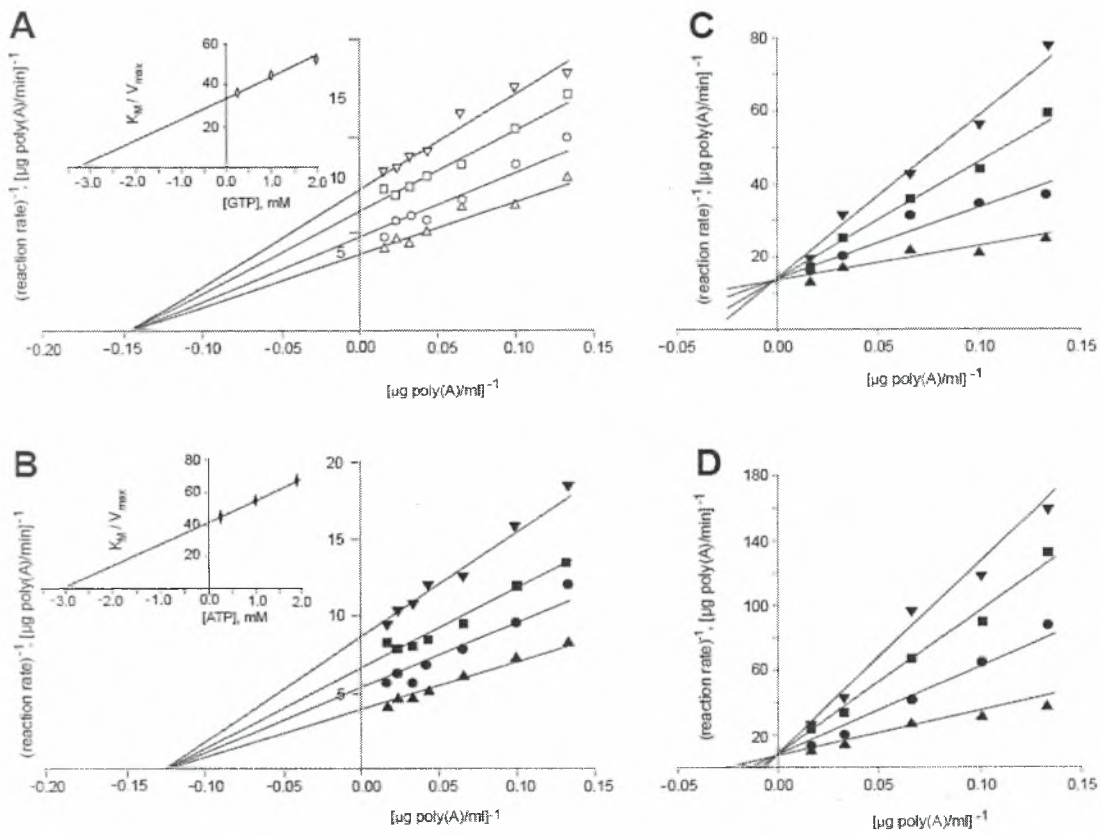 A
(reaction rate)⁻¹, [µg poly(A)/min]⁻¹
K_M / V_max
60
40
20
-3.0 -2.0 -1.0 0.0 1.0 2.0
[GTP], mM
15
10
5
-0.20 -0.15 -0.10 -0.05 0.00 0.05 0.10 0.15
[µg poly(A)/ml]⁻¹
B
(reaction rate)⁻¹, [µg poly(A)/min]⁻¹
K_M / V_max
80
60
40
20
-3.0 -2.0 -1.0 0.0 1.0 2.0
[ATP], mM
20
15
10
5
-0.20 -0.15 -0.10 -0.05 0.00 0.05 0.10 0.15
[µg poly(A)/ml]⁻¹
C
(reaction rate)⁻¹, [µg poly(A)/min]⁻¹
80
60
40
20
-0.05 0.00 0.05 0.10 0.15
[µg poly(A)/ml]⁻¹
D
(reaction rate)⁻¹, [µg poly(A)/min]⁻¹
180
140
100
60
20
-0.05 0.00 0.05 0.10 0.15
[µg poly(A)/ml]⁻¹